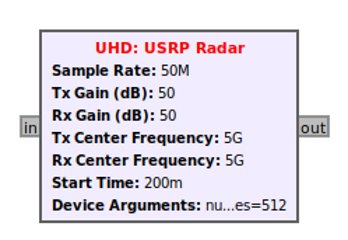 UHD: USRP Radar
Sample Rate: 50M
Tx Gain (dB): 50
Rx Gain (dB): 50
Tx Center Frequency: 5G
in
out
Rx Center Frequency: 5G
Start Time: 200m
Device Arguments: nu...es=512